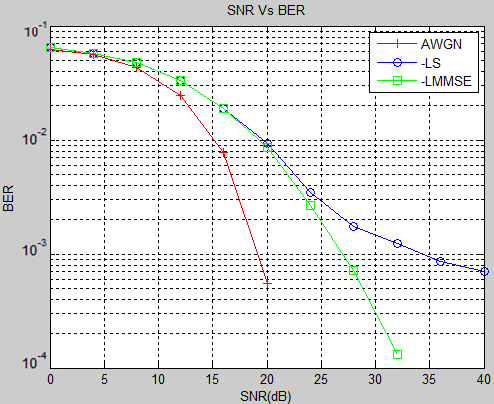 SNR Vs BER
10^-1
10^-2
10^-3
10^-4
BER
AWGN
-LS
-LMMSE
0 5 10 15 20 25 30 35 40
SNR(dB)